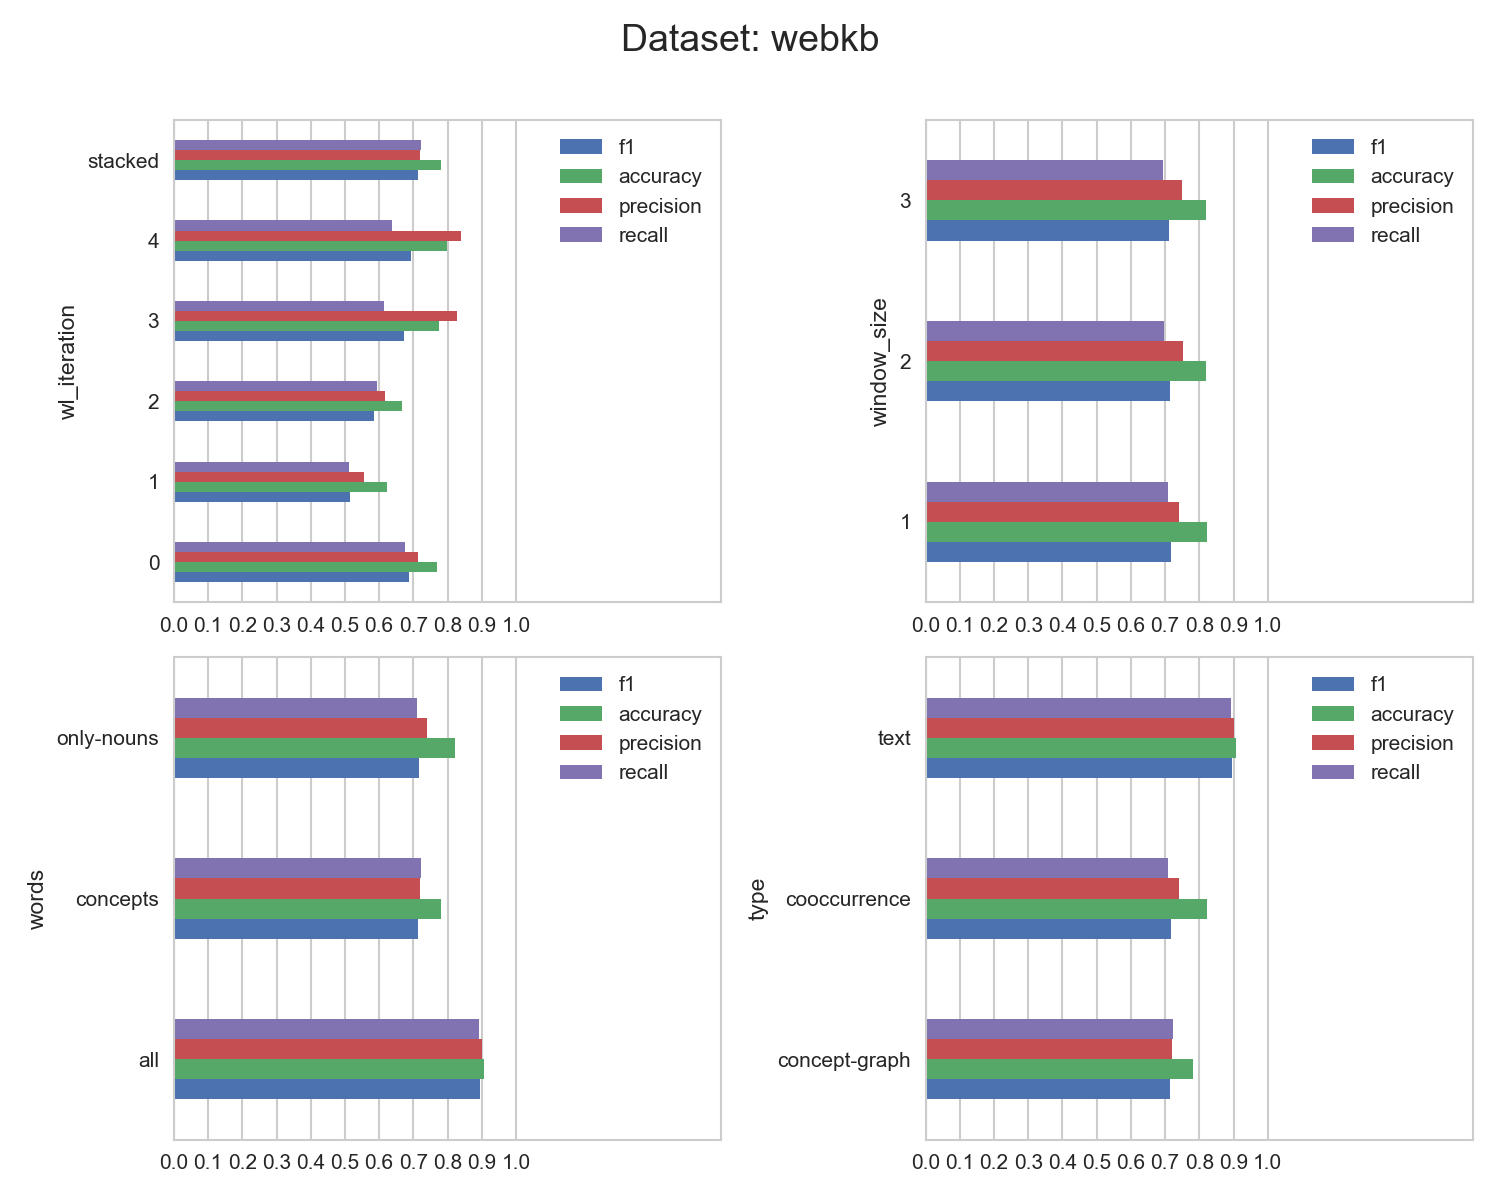 Dataset: webkb
wl_iteration
stacked
4
3
2
1
0
0.0 0.1 0.2 0.3 0.4 0.5 0.6 0.7 0.8 0.9 1.0
f1
accuracy
precision
recall
window_size
3
2
1
0.0 0.1 0.2 0.3 0.4 0.5 0.6 0.7 0.8 0.9 1.0
f1
accuracy
precision
recall
words
only-nouns
concepts
all
0.0 0.1 0.2 0.3 0.4 0.5 0.6 0.7 0.8 0.9 1.0
f1
accuracy
precision
recall
type
text
cooccurrence
concept-graph
0.0 0.1 0.2 0.3 0.4 0.5 0.6 0.7 0.8 0.9 1.0
f1
accuracy
precision
recall